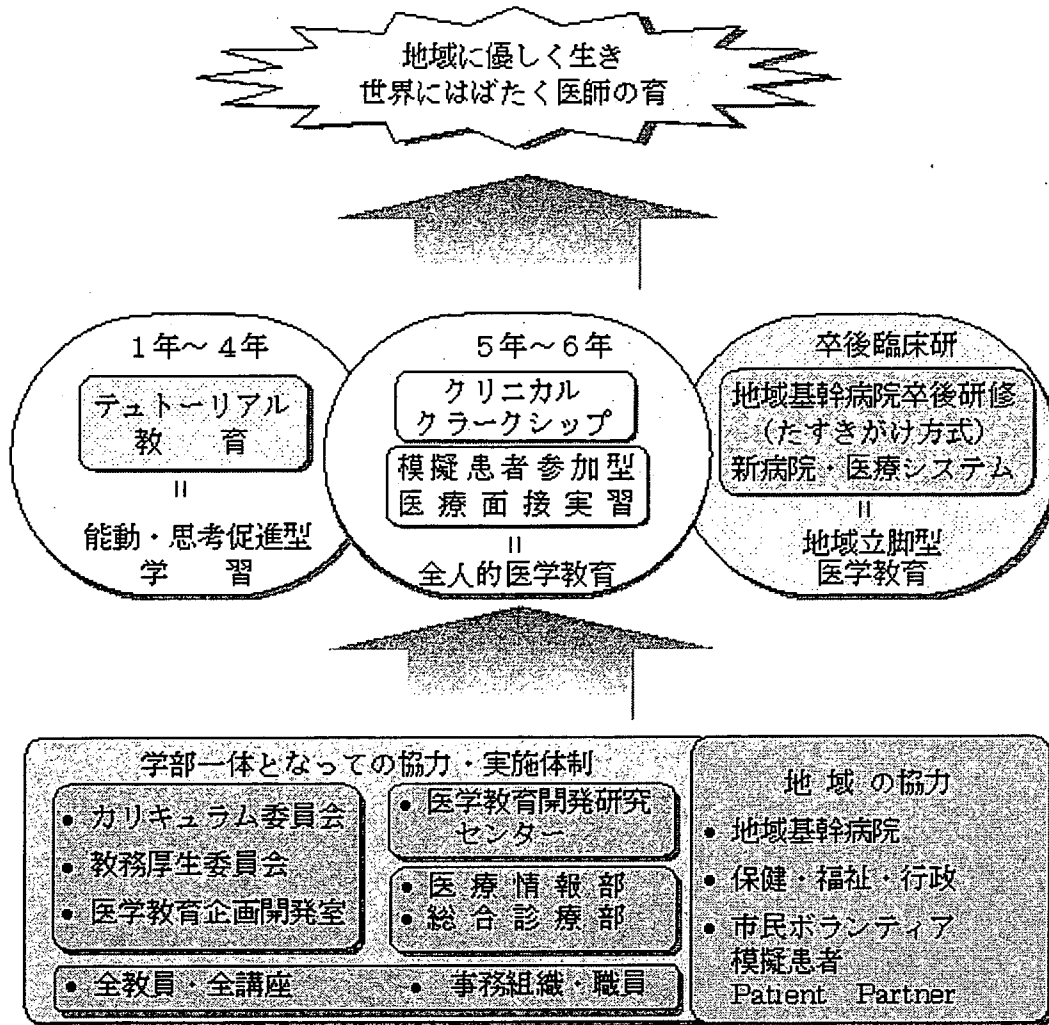 地域に優しく生き
世界にはばたく医師の育
1年～4年
テュトーリアル
教　育
＝
能動・思考促進型
学　習
5年～6年
クリニカル
クラークシップ
模擬患者参加型
医療面接実習
＝
全人的医学教育
卒後臨床研
地域基幹病院卒後研修
（たすきがけ方式）
新病院・医療システム
＝
地域立脚型
医学教育
学部一体となっての協力・実施体制
• カリキュラム委員会
• 教務厚生委員会
• 医学教育企画開発室
• 医学教育開発研究
センター
• 医療情報部
• 総合診療部
• 全教員・全講座　• 事務組織・職員
地域の協力
• 地域基幹病院
• 保健・福祉・行政
• 市民ボランティア
模擬患者
Patient Partner